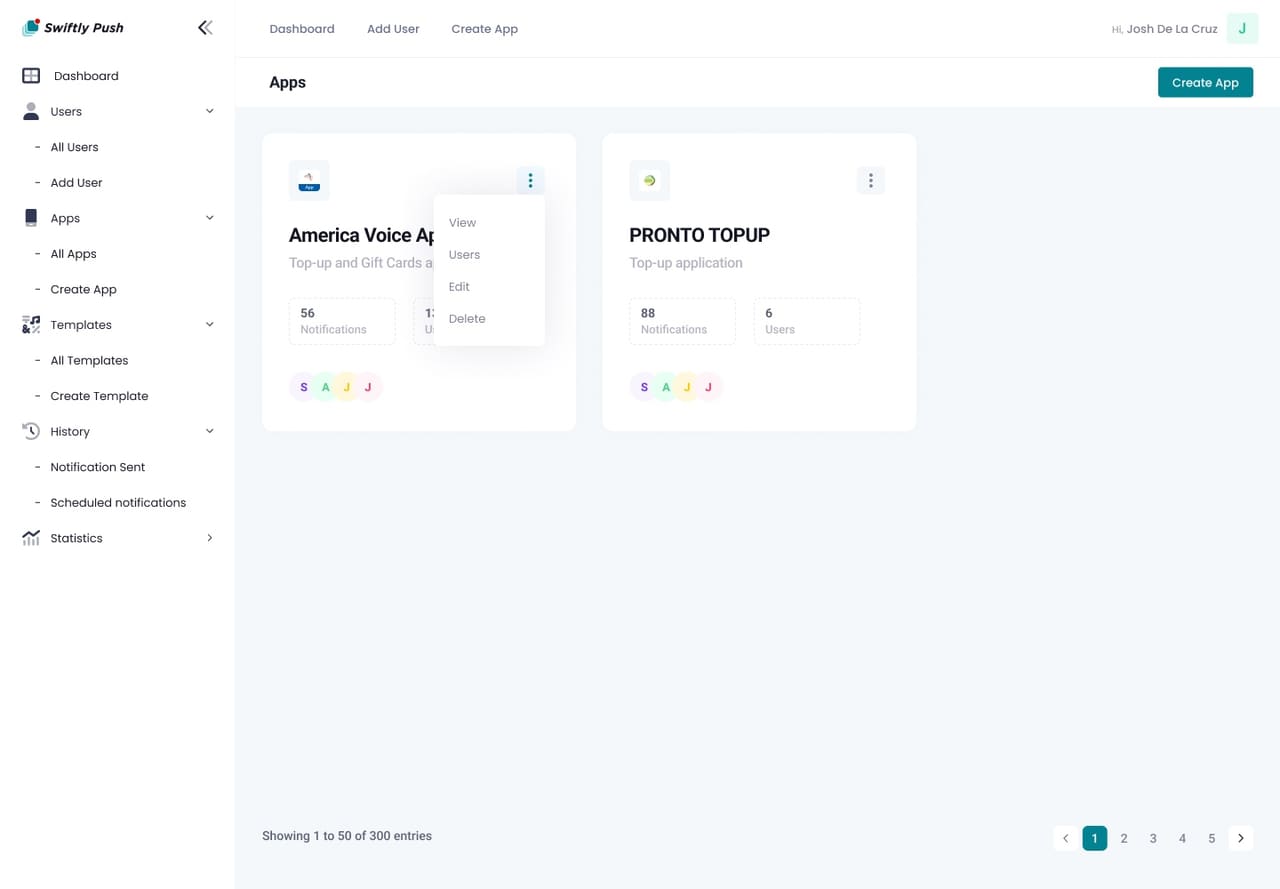 Swiftly Push
Dashboard
Users
- All Users
- Add User
Apps
- All Apps
- Create App
Templates
- All Templates
- Create Template
History
- Notification Sent
- Scheduled notifications
Statistics
Dashboard Add User Create App
Hi, Josh De La Cruz J
Apps
Create App
App
America Voice Ap
Top-up and Gift Cards a
56
Notifications
View
Users
Edit
Delete
S A J J
PRONTO TOPUP
Top-up application
88
Notifications
6
Users
S A J J
Showing 1 to 50 of 300 entries
< 1 2 3 4 5 >